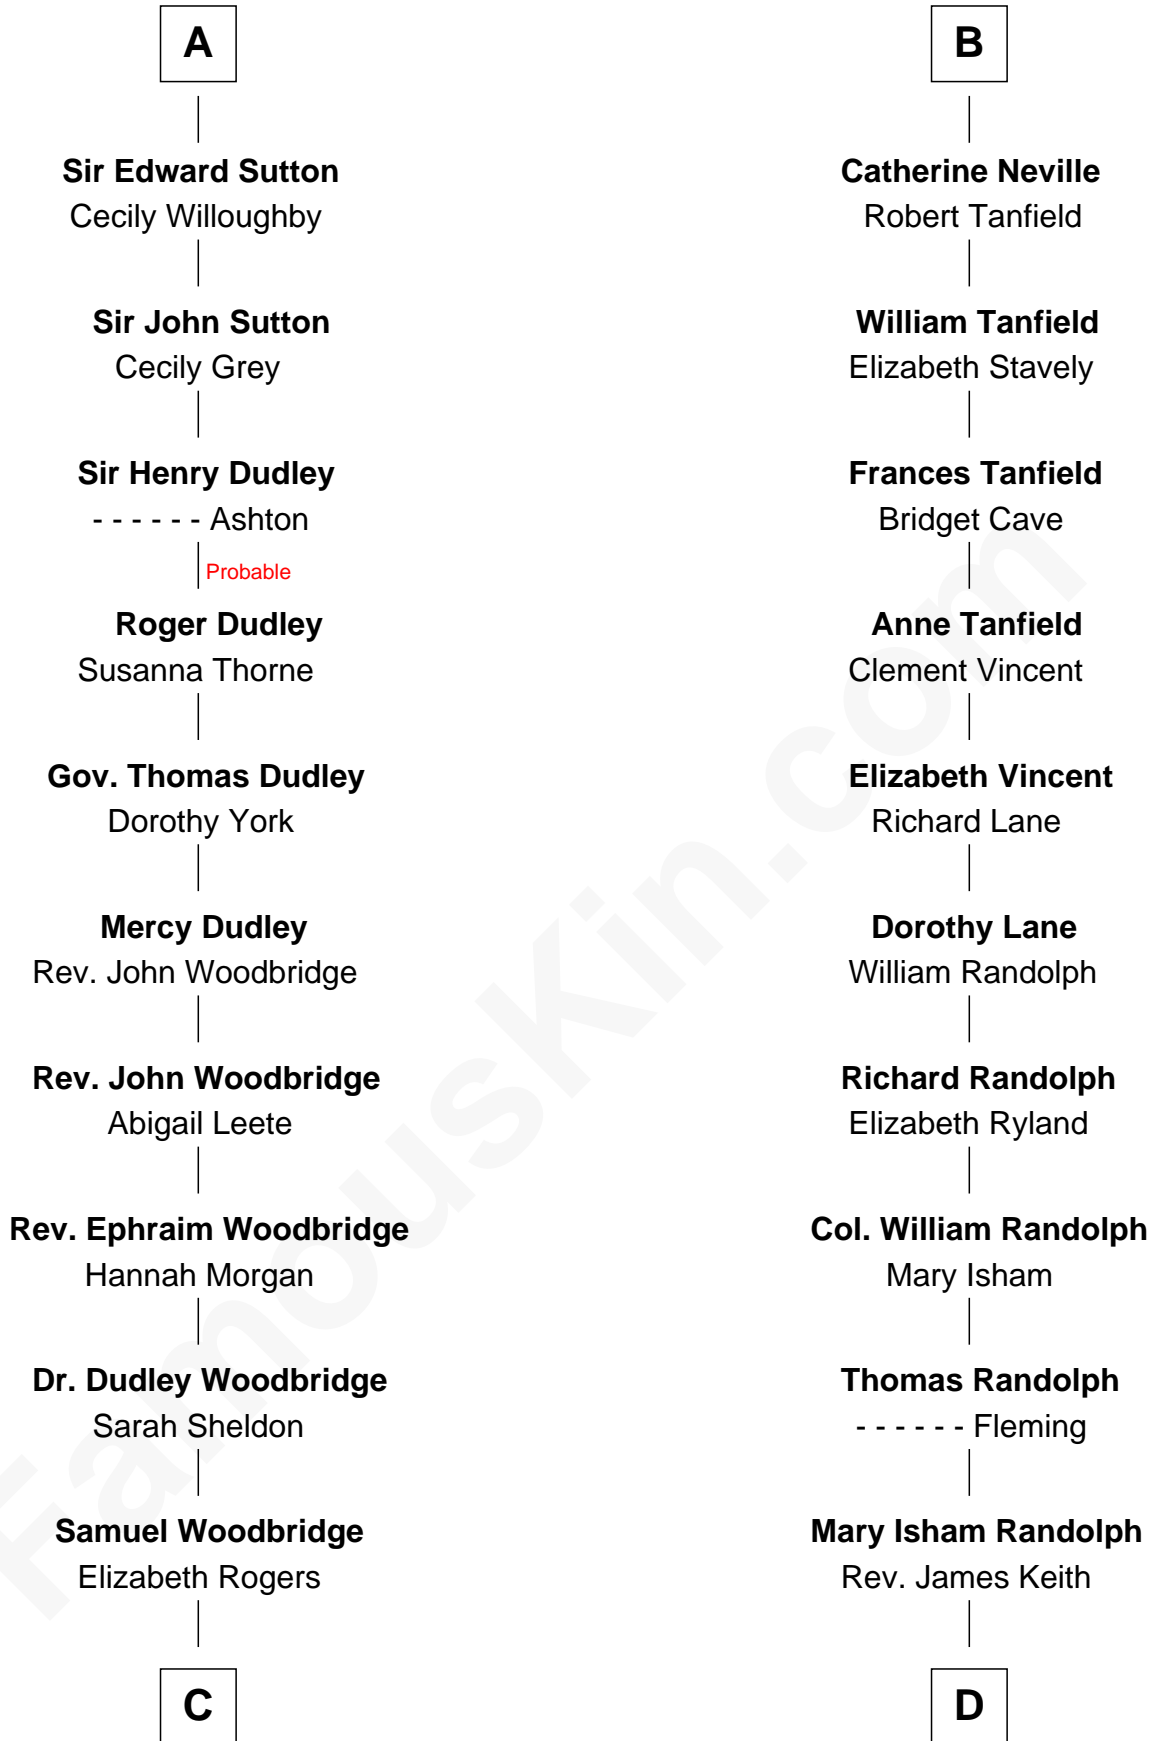 A
Sir Edward Sutton
Cecily Willoughby
Sir John Sutton
Cecily Grey
Sir Henry Dudley
- - - - - - Ashton
Probable
Roger Dudley
Susanna Thorne
Gov. Thomas Dudley
Dorothy York
Mercy Dudley
Rev. John Woodbridge
Rev. John Woodbridge
Abigail Leete
Rev. Ephraim Woodbridge
Hannah Morgan
Dr. Dudley Woodbridge
Sarah Sheldon
Samuel Woodbridge
Elizabeth Rogers
C
B
Catherine Neville
Robert Tanfield
William Tanfield
Elizabeth Stavely
Frances Tanfield
Bridget Cave
Anne Tanfield
Clement Vincent
Elizabeth Vincent
Richard Lane
Dorothy Lane
William Randolph
Richard Randolph
Elizabeth Ryland
Col. William Randolph
Mary Isham
Thomas Randolph
- - - - - - Fleming
Mary Isham Randolph
Rev. James Keith
D
FamousKin.com